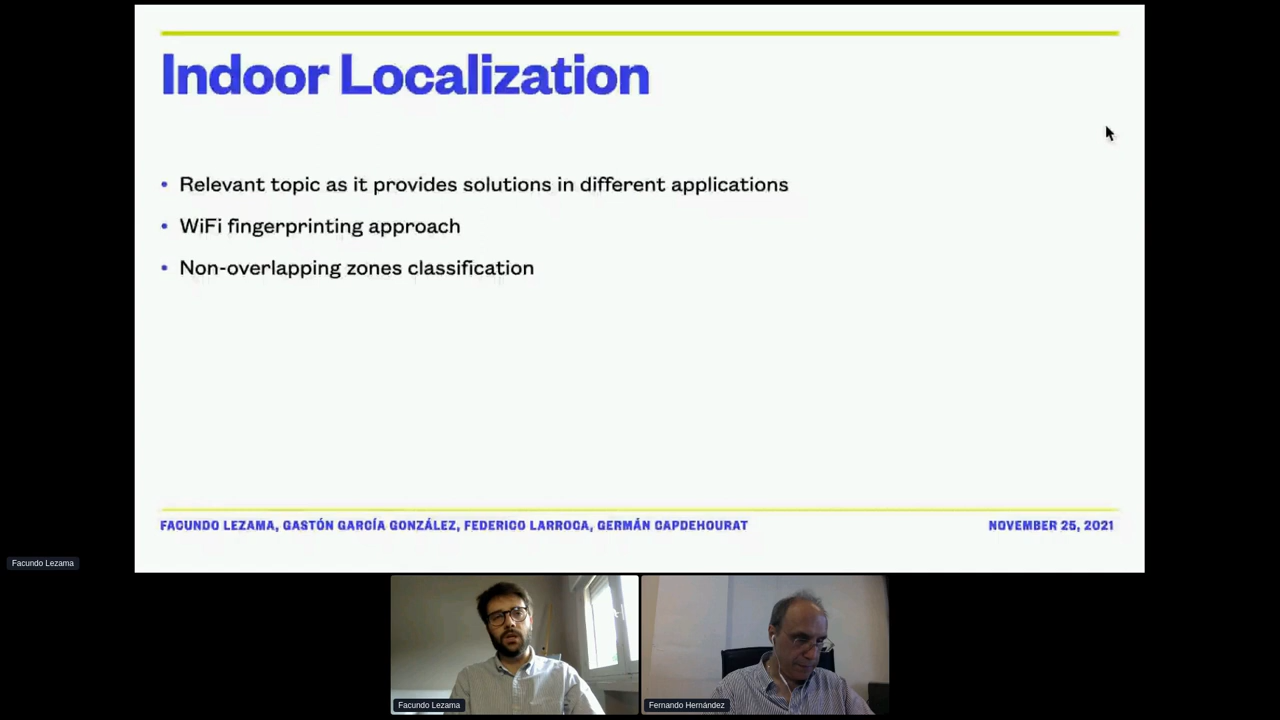 Indoor Localization
• Relevant topic as it provides solutions in different applications
• WiFi fingerprinting approach
• Non-overlapping zones classification
FACUNDO LEZAMA, GASTÓN GARCÍA GONZÁLEZ, FEDERICO LARROCA, GERMÁN CAPDEHOURAT
NOVEMBER 25, 2021
Facundo Lezama
Facundo Lezama
Fernando Hernández